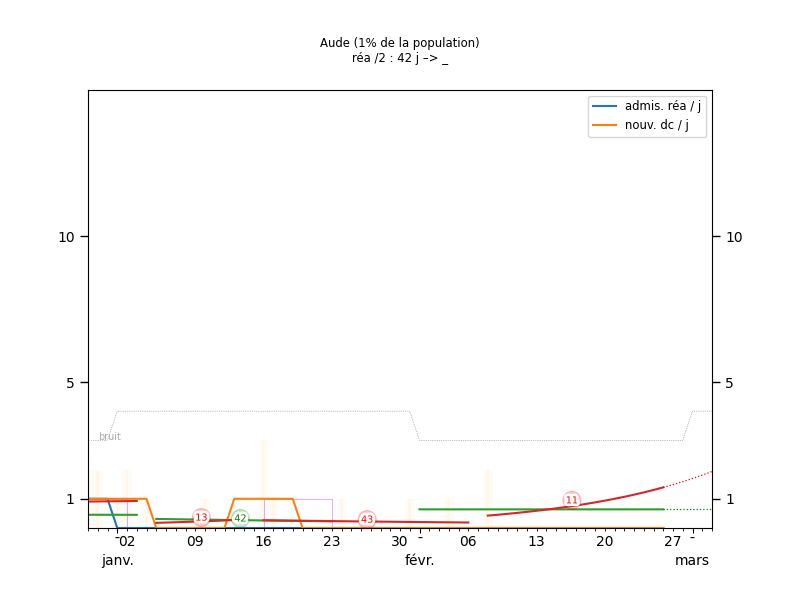 Aude (1% de la population)
réa /2 : 42 j –> _
admis. réa / j
nouv. dc / j
10
10
5
5
bruit
1
1
11
13
42
43
02
09
16
23
30
06
13
20
27
janv.
févr.
mars